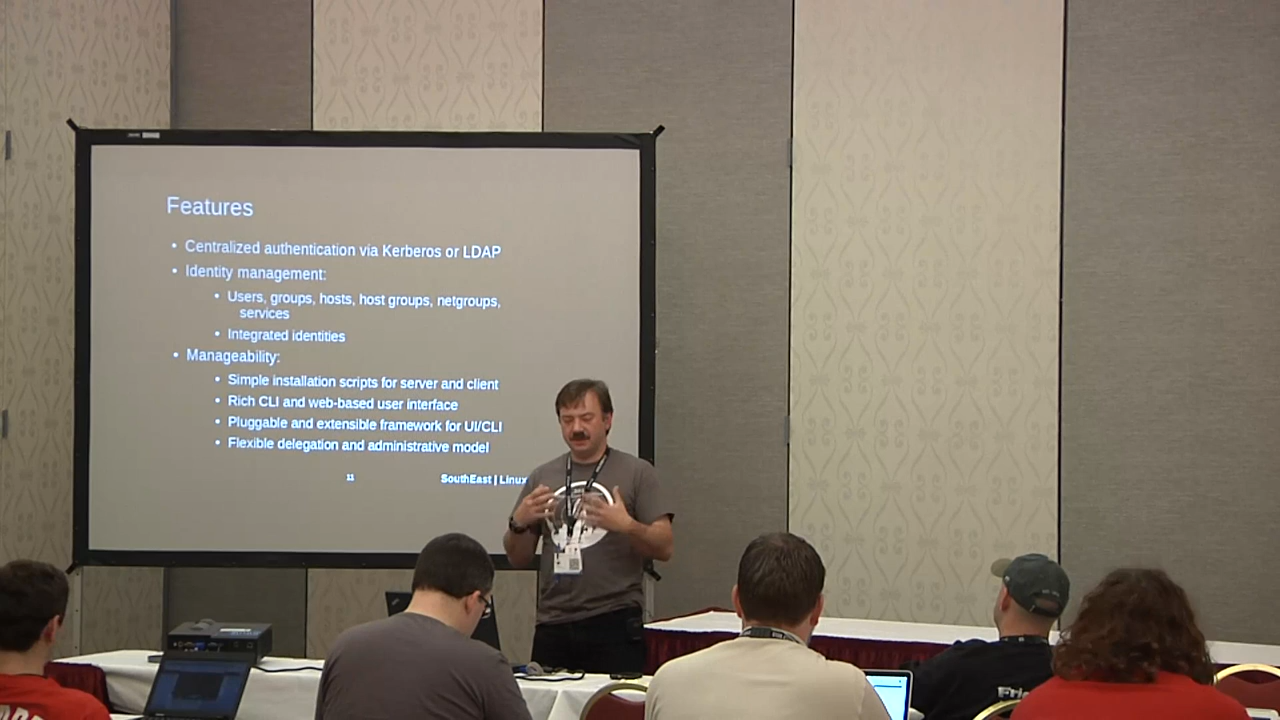 Features
• Centralized authentication via Kerberos or LDAP
• Identity management:
• Users, groups, hosts, host groups, netgroups,
services
• Integrated identities
• Manageability:
• Simple installation scripts for server and client
• Rich CLI and web-based user interface
• Pluggable and extensible framework for UI/CLI
• Flexible delegation and administrative model
11
SouthEast | Linux